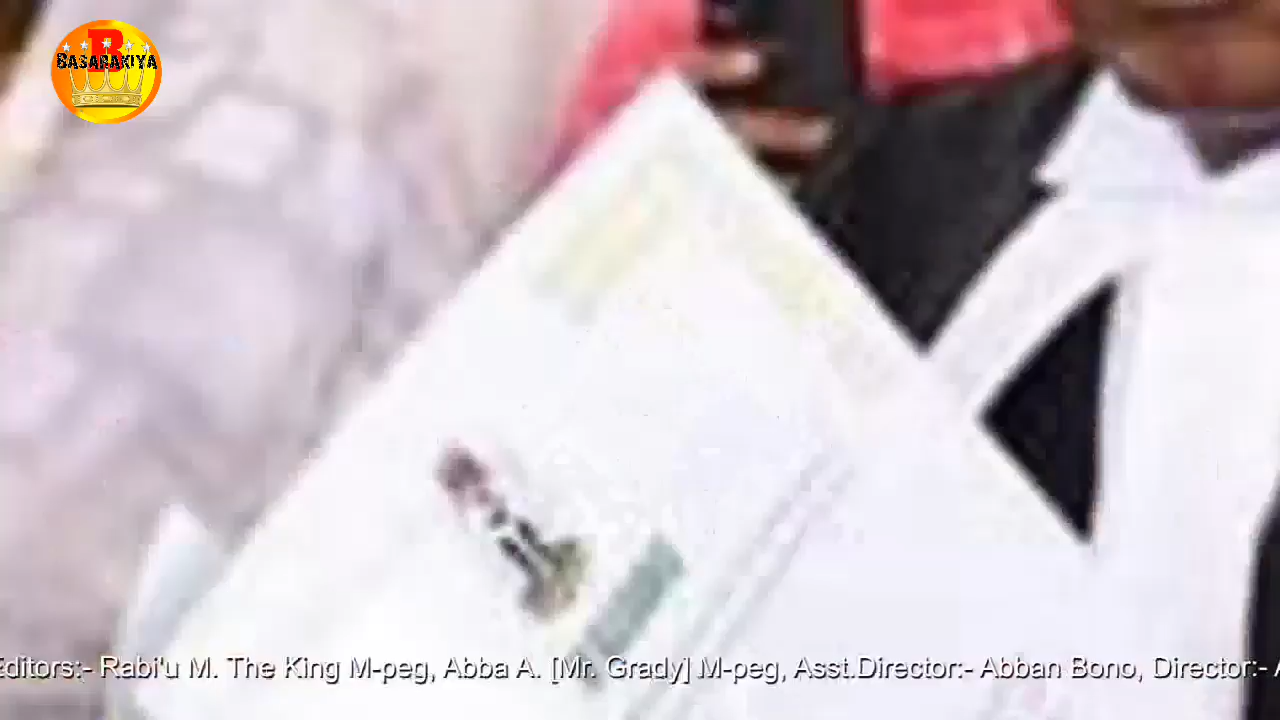 B
BASARAKIYA
Editors:- Rabi'u M. The King M-peg, Abba A. [Mr. Grady] M-peg, Asst.Director:- Abban Bono, Director:- A